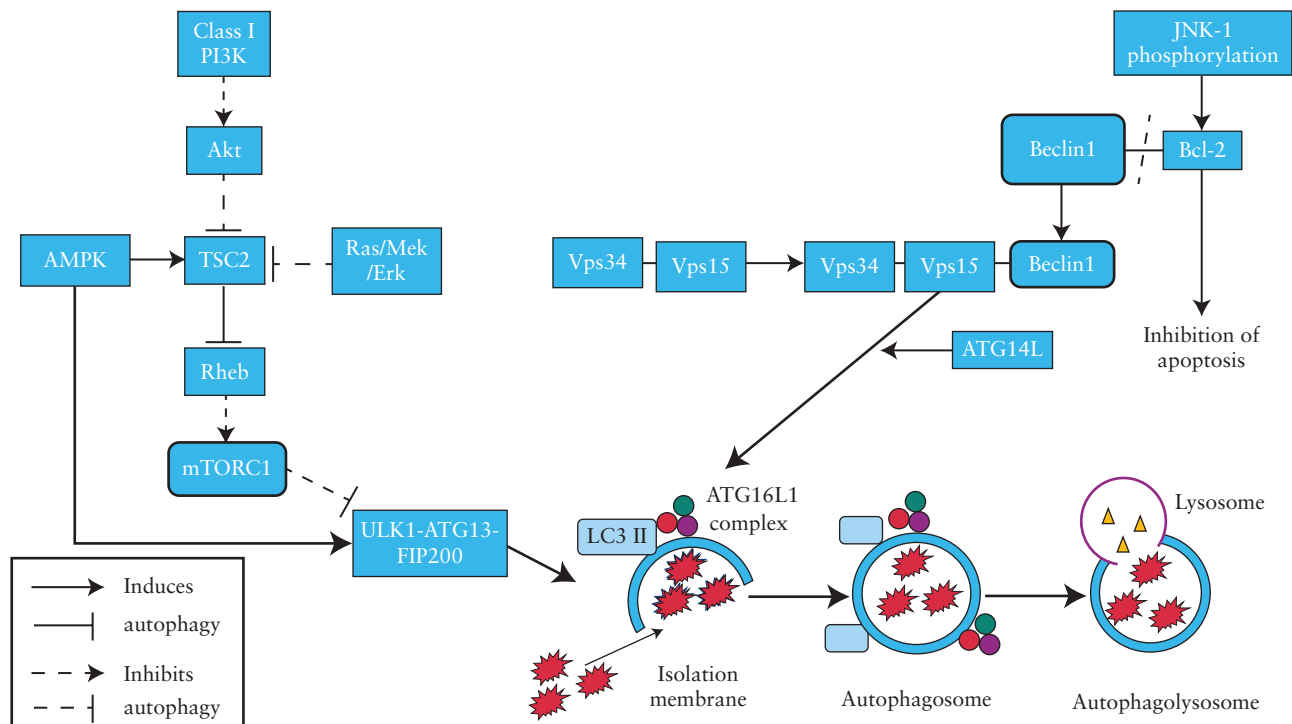 Class I
PI3K
JNK-1
phosphorylation
Akt
Beclin1
Bcl-2
AMPK
TSC2
Ras/Mek
/Erk
Vps34
Vps15
Vps34
Vps15
Beclin1
Inhibition of
apoptosis
ATG14L
Rheb
mTORC1
ULK1-ATG13-
FIP200
LC3 II
ATG16L1
complex
Lysosome
Induces
autophagy
Inhibits
autophagy
Isolation
membrane
Autophagosome
Autophagolysosome